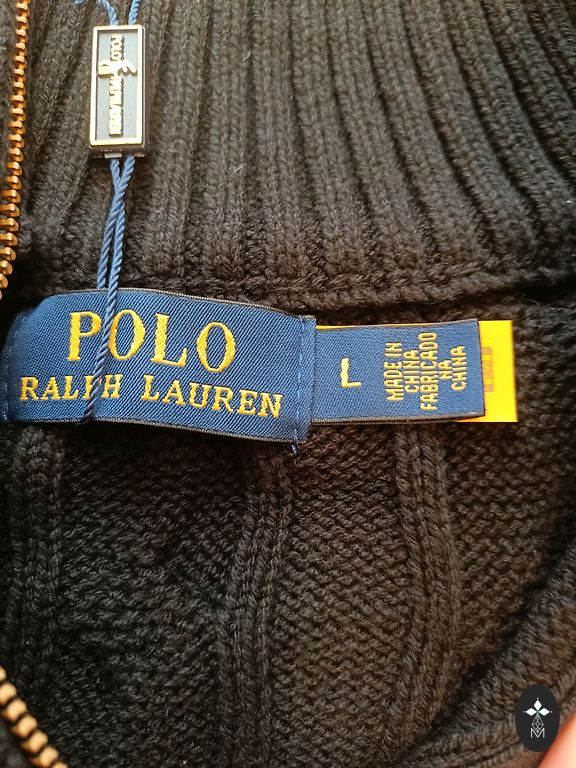 POLO
RALPH LAUREN
L
MADE IN
CHINA
FABRICADO
NA
CHINA
M